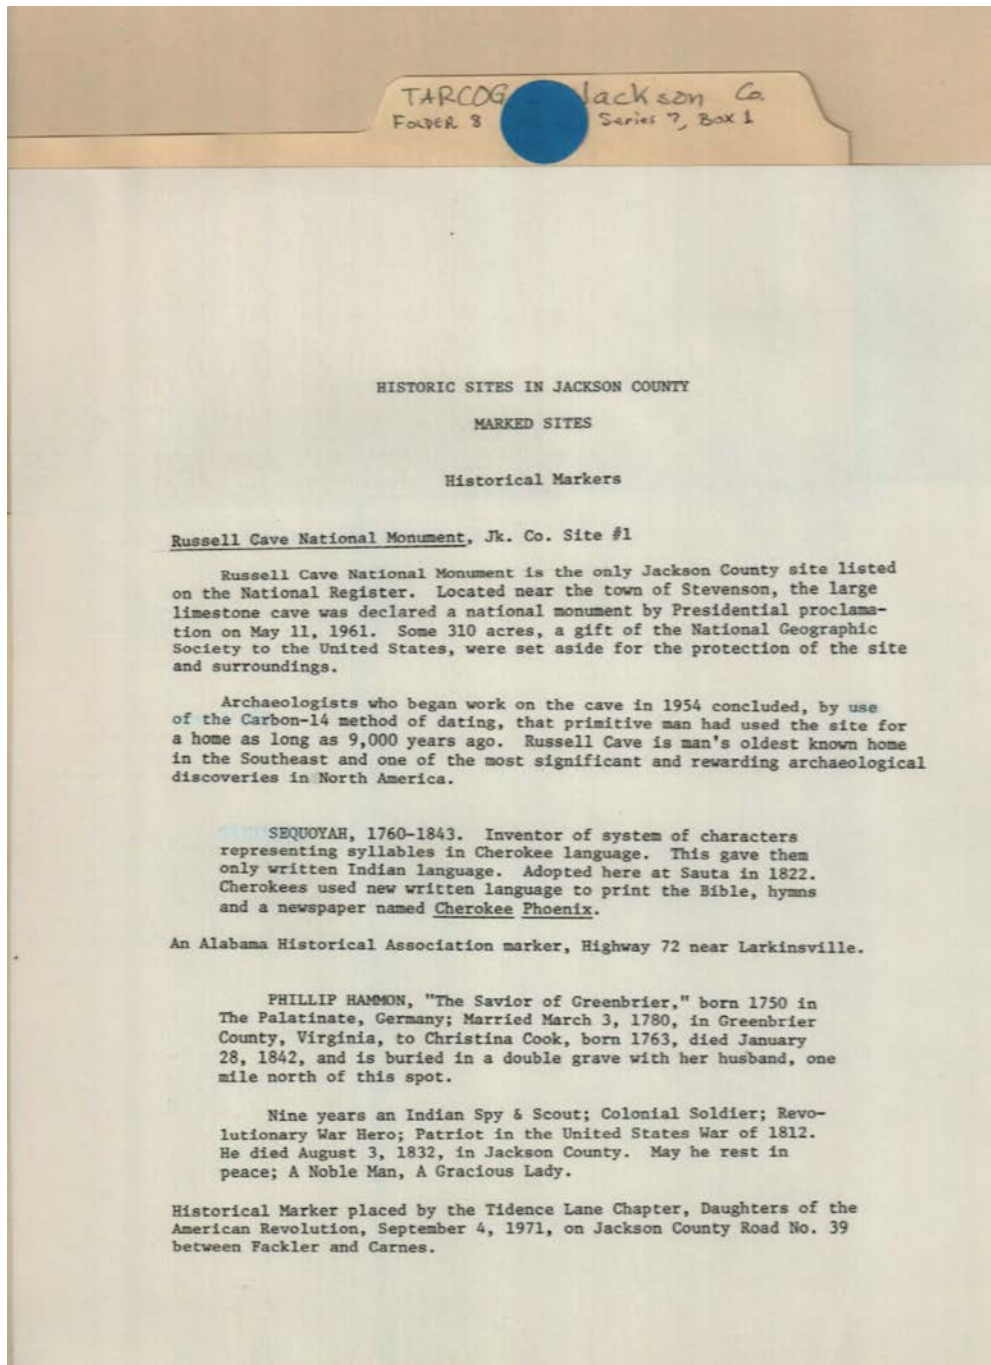 TARCOG Jackson Co.
FOLDER 8 Series 7, Box 1
HISTORIC SITES IN JACKSON COUNTY
MARKED SITES
Historical Markers
Russell Cave National Monument, Jk. Co. Site #1
Russell Cave National Monument is the only Jackson County site listed
on the National Register. Located near the town of Stevenson, the large
limestone cave was declared a national monument by Presidential proclama-
tion on May 11, 1961. Some 310 acres, a gift of the National Geographic
Society to the United States, were set aside for the protection of the site
and surroundings.
Archaeologists who began work on the cave in 1954 concluded, by use
of the Carbon-14 method of dating, that primitive man had used the site for
a home as long as 9,000 years ago. Russell Cave is man's oldest known home
in the Southeast and one of the most significant and rewarding archaeological
discoveries in North America.
SEQUOYAH, 1760-1843. Inventor of system of characters
representing syllables in Cherokee language. This gave them
only written Indian language. Adopted here at Sauta in 1822.
Cherokees used new written language to print the Bible, hymns
and a newspaper named Cherokee Phoenix.
An Alabama Historical Association marker, Highway 72 near Larkinsville.
PHILLIP HAMMON, "The Savior of Greenbrier," born 1750 in
The Palatinate, Germany; Married March 3, 1780, in Greenbrier
County, Virginia, to Christina Cook, born 1763, died January
28, 1842, and is buried in a double grave with her husband, one
mile north of this spot.
Nine years an Indian Spy & Scout; Colonial Soldier; Revo-
lutionary War Hero; Patriot in the United States War of 1812.
He died August 3, 1832, in Jackson County. May he rest in
peace; A Noble Man, A Gracious Lady.
Historical Marker placed by the Tidence Lane Chapter, Daughters of the
American Revolution, September 4, 1971, on Jackson County Road No. 39
between Fackler and Carnes.